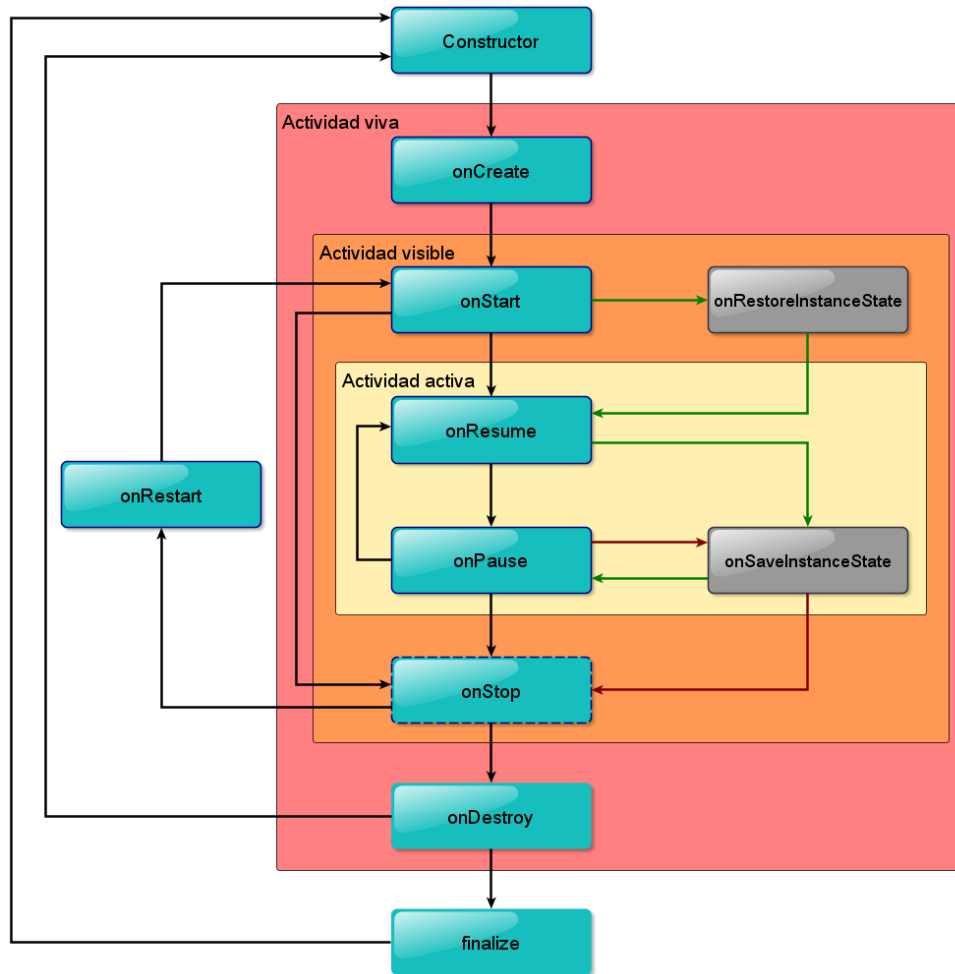 Constructor
Actividad viva
onCreate
Actividad visible
onStart
onRestoreInstanceState
Actividad activa
onResume
onRestart
onPause
onSaveInstanceState
onStop
onDestroy
finalize